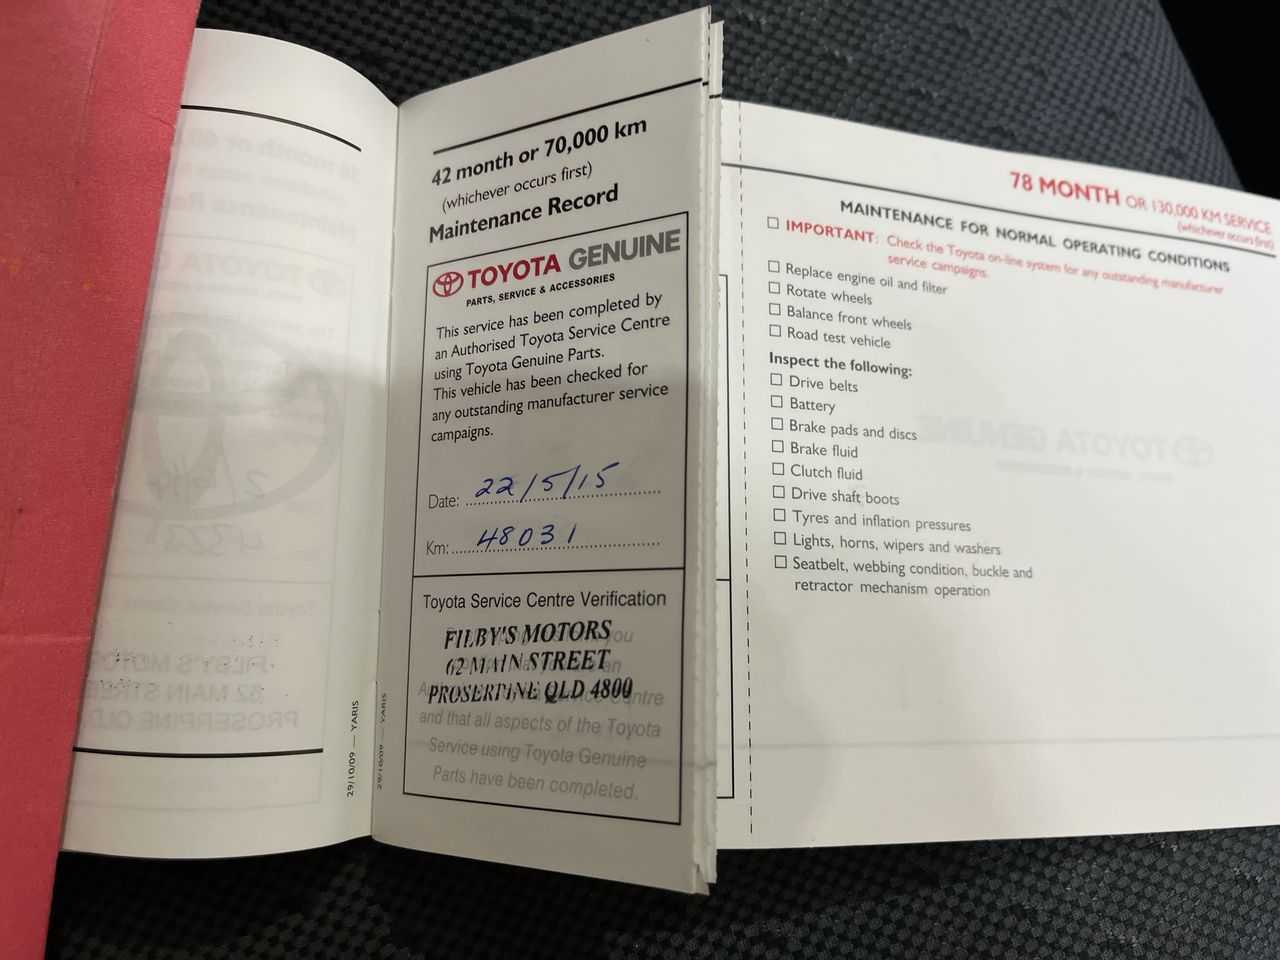 42 month or 70,000 km
(whichever occurs first)
Maintenance Record
TOYOTA GENUINE
PARTS, SERVICE & ACCESSORIES
This service has been completed by
an Authorised Toyota Service Centre
using Toyota Genuine Parts.
This vehicle has been checked for
any outstanding manufacturer service
campaigns.
Date: 22/5/15
Km: 48031
Toyota Service Centre Verification
FILBY'S MOTORS
62 MAIN STREET
PROSERPINE QLD 4800
you
an
Centre
and that all aspects of the Toyota
Service using Toyota Genuine
Parts have been completed.
29/10/09 — YARIS
29/10/09 — YARIS
78 MONTH OR 130,000 KM SERVICE
(whichever occurs first)
MAINTENANCE FOR NORMAL OPERATING CONDITIONS
☐ IMPORTANT: Check the Toyota on-line system for any outstanding manufacturer
service campaigns.
☐ Replace engine oil and filter
☐ Rotate wheels
☐ Balance front wheels
☐ Road test vehicle
Inspect the following:
☐ Drive belts
☐ Battery
☐ Brake pads and discs
☐ Brake fluid
☐ Clutch fluid
☐ Drive shaft boots
☐ Tyres and inflation pressures
☐ Lights, horns, wipers and washers
☐ Seatbelt, webbing condition, buckle and
retractor mechanism operation